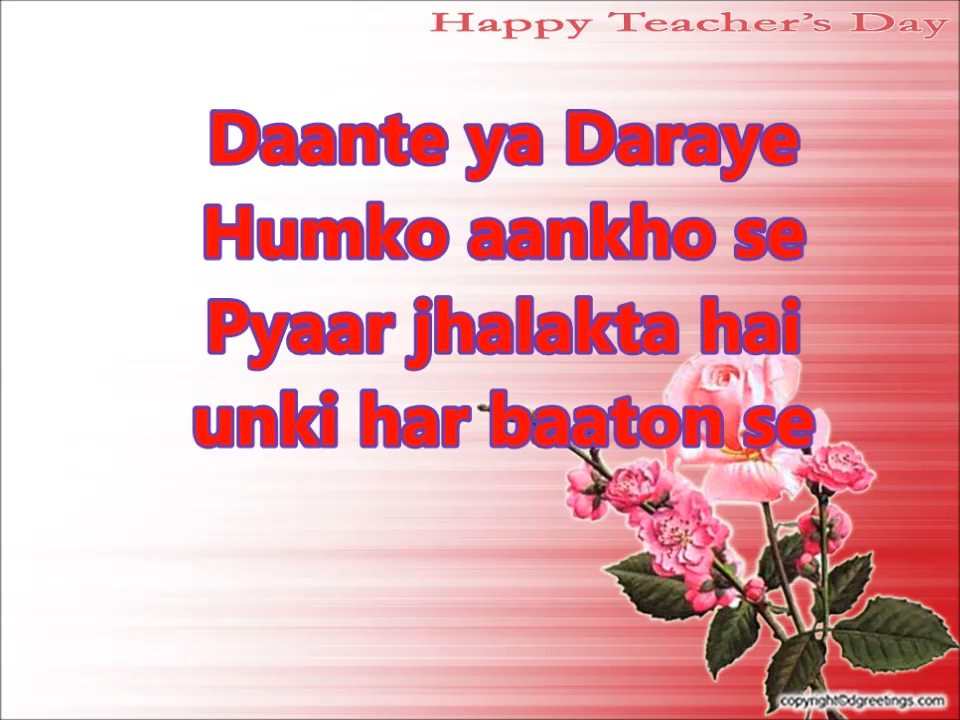 Happy Teacher's Day
Daante ya Daraye
Humko aankho se
Pyaar jhalakta hai
unki har baaton se
copyright©dgreetings.com